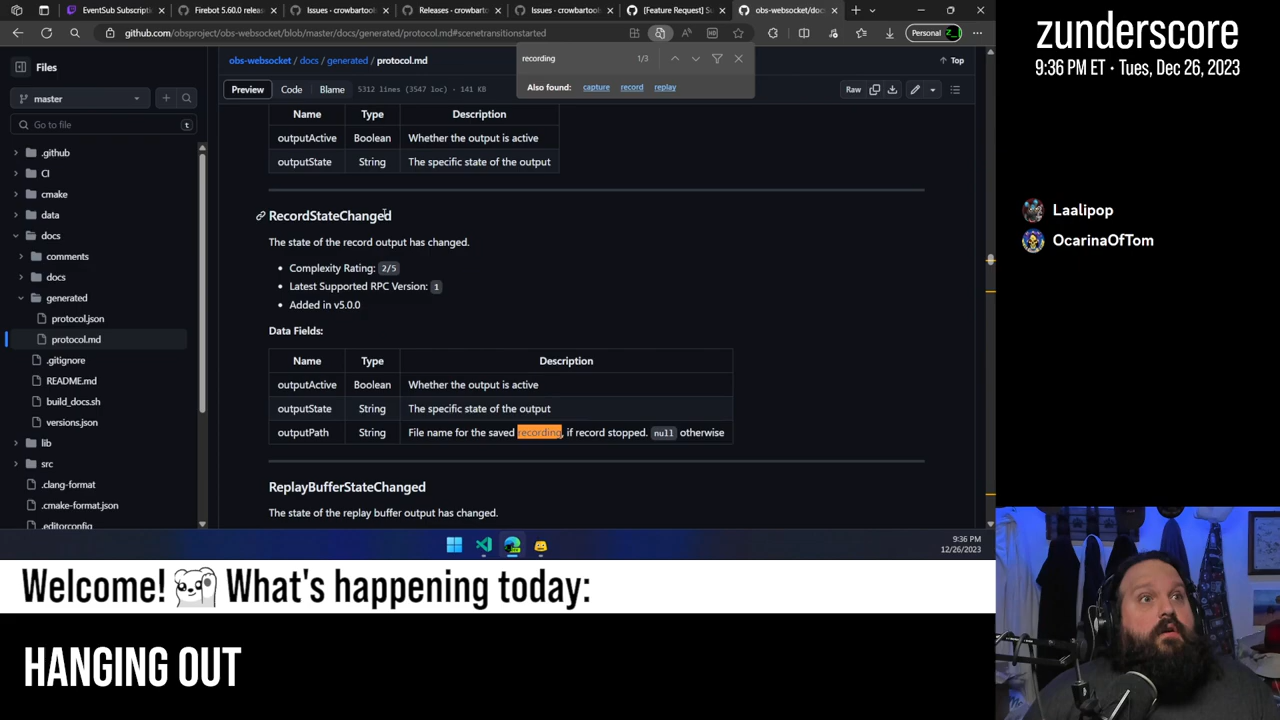 EventSub Subscripti
Firebot 5.60.0 relea
Issues · crowbartool
Releases · crowbarto
Issues · crowbartool
[Feature Request] Su
obs-websocket/doc
github.com/obsproject/obs-websocket/blob/master/docs/generated/protocol.md#scenetransitionstarted
Personal
recording 1/3
Also found: capture record replay
Files
master
Go to file t
.github
CI
cmake
data
docs
comments
docs
generated
protocol.json
protocol.md
.gitignore
README.md
build_docs.sh
versions.json
lib
src
.clang-format
.cmake-format.json
.editorconfig
obs-websocket / docs / generated / protocol.md
Top
Preview Code Blame 5312 lines (3547 loc) · 141 KB Raw
Name Type Description
outputActive Boolean Whether the output is active
outputState String The specific state of the output
RecordStateChanged
The state of the record output has changed.
• Complexity Rating: 2/5
• Latest Supported RPC Version: 1
• Added in v5.0.0
Data Fields:
Name Type Description
outputActive Boolean Whether the output is active
outputState String The specific state of the output
outputPath String File name for the saved recording, if record stopped. null otherwise
ReplayBufferStateChanged
The state of the replay buffer output has changed.
9:36 PM
12/26/2023
zunderscore
9:36 PM ET · Tues, Dec 26, 2023
Laalipop
OcarinaOfTom
Welcome! What's happening today:
HANGING OUT